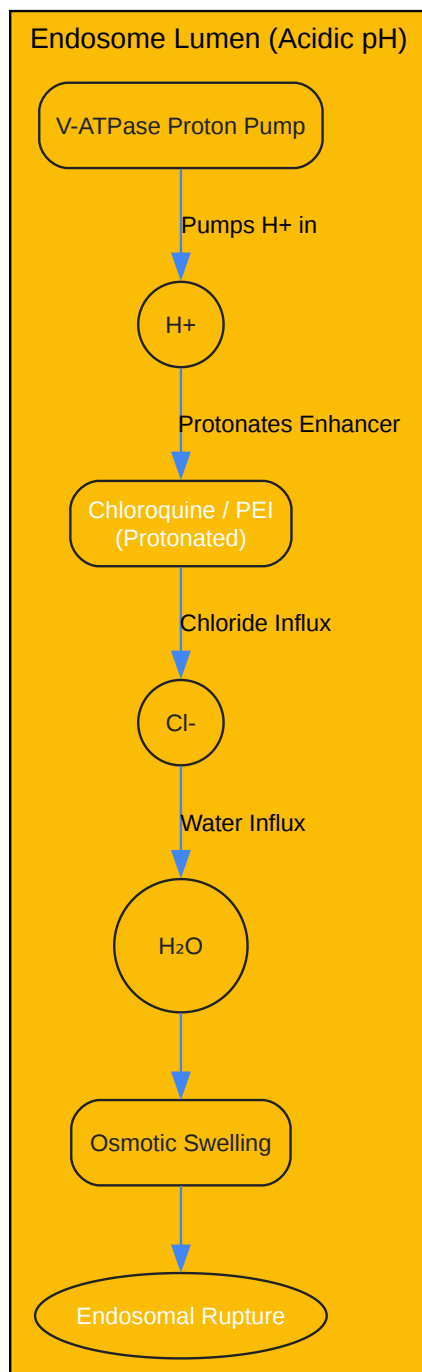 Endosome Lumen (Acidic pH)
V-ATPase Proton Pump
Pumps H+ in
H+
Protonates Enhancer
Chloroquine / PEI
(Protonated)
Chloride Influx
Cl-
Water Influx
H₂O
Osmotic Swelling
Endosomal Rupture